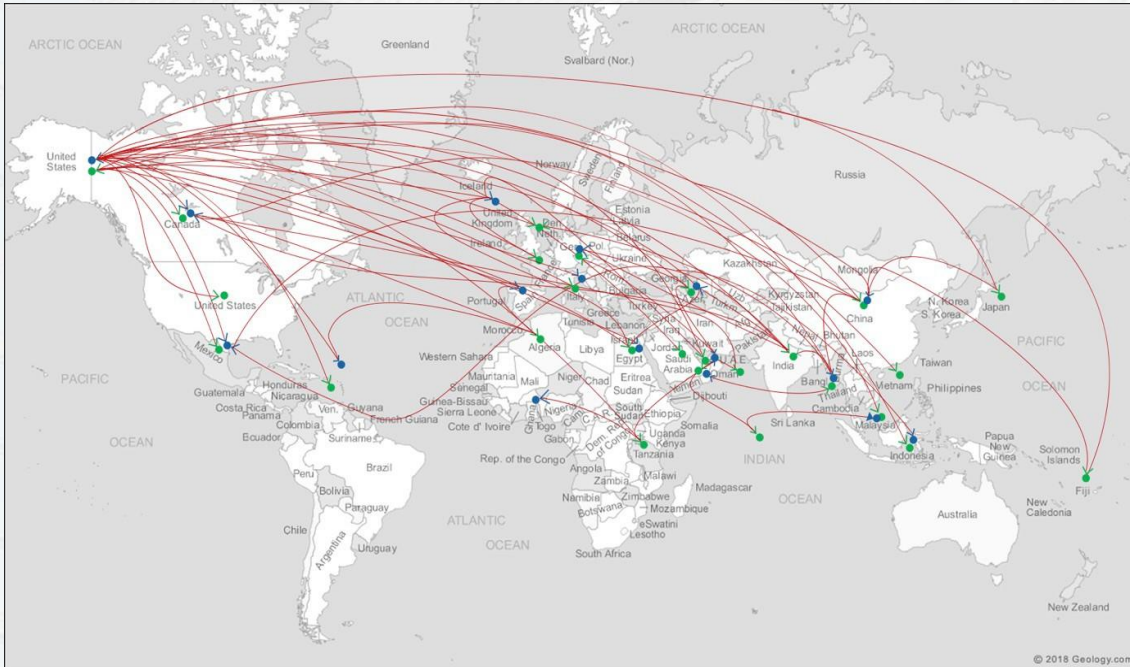 ARCTIC OCEAN
Greenland
Svalbard (Nor.)
ARCTIC OCEAN
United
States
Norway
Sweden
Finland
Russia
Iceland
Canada
United
Kingdom
Estonia
Latvia
Belarus
Pol.
Neth.
Ireland
Ukraine
Kazakhstan
Mongolia
Georgia
France
Italy
Bulgaria
Portugal
Spain
Greece
Turkey
Turkm
Uzb
Kyrgyzstan
Tajikistan
China
N. Korea
S. Korea
Japan
United States
ATLANTIC
OCEAN
Morocco
Tunisia
Lebanon
Syria
Iraq
Iran
Israel
Jordan
Kuwait
Pakistan
Nepal
Bhutan
PACIFIC
OCEAN
Mexico
Algeria
Libya
Egypt
Saudi
Arabia
U.A.E.
Oman
India
Laos
Taiwan
Western Sahara
Mauritania
Mali
Niger
Chad
Eritrea
Sudan
Yemen
Djibouti
Bang
Thailand
Vietnam
Philippines
Cambodia
PACIFIC
OCEAN
Guatemala
Honduras
Nicaragua
Costa Rica
Panama
Ven.
Guyana
French Guiana
Colombia
Suriname
Ecuador
Senegal
Guinea-Bissau
Sierra Leone
Cote d' Ivoire
Ghana
Togo
Nigeria
Cam.
C.A.R.
South
Sudan
Ethiopia
Somalia
Sri Lanka
Malaysia
Gabon
Rep. of the Congo
Dem. Rep.
of Congo
Uganda
Kenya
Tanzania
INDIAN
OCEAN
Indonesia
Papua
New
Guinea
Solomon
Islands
Peru
Brazil
Bolivia
Paraguay
Chile
Argentina
Uruguay
ATLANTIC
OCEAN
Angola
Zambia
Malawi
Namibia
Zimbabwe
Botswana
Mozambique
Madagascar
eSwatini
Lesotho
South Africa
Australia
Fiji
New
Caledonia
New Zealand
© 2018 Geology.com